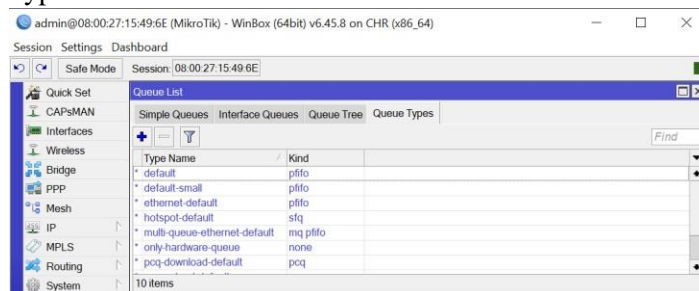 admin@08:00:27:15:49:6E (MikroTik) - WinBox (64bit) v6.45.8 on CHR (x86_64)
Session Settings Dashboard
Safe Mode Session: 08:00:27:15:49:6E
Quick Set
CAPsMAN
Interfaces
Wireless
Bridge
PPP
Mesh
IP
MPLS
Routing
System
Queue List
Simple Queues Interface Queues Queue Tree Queue Types
Find
Type Name Kind
* default pfifo
* default-small pfifo
* ethernet-default pfifo
* hotspot-default sfq
* multi-queue-ethernet-default mq pfifo
* only-hardware-queue none
* pcq-download-default pcq
10 items